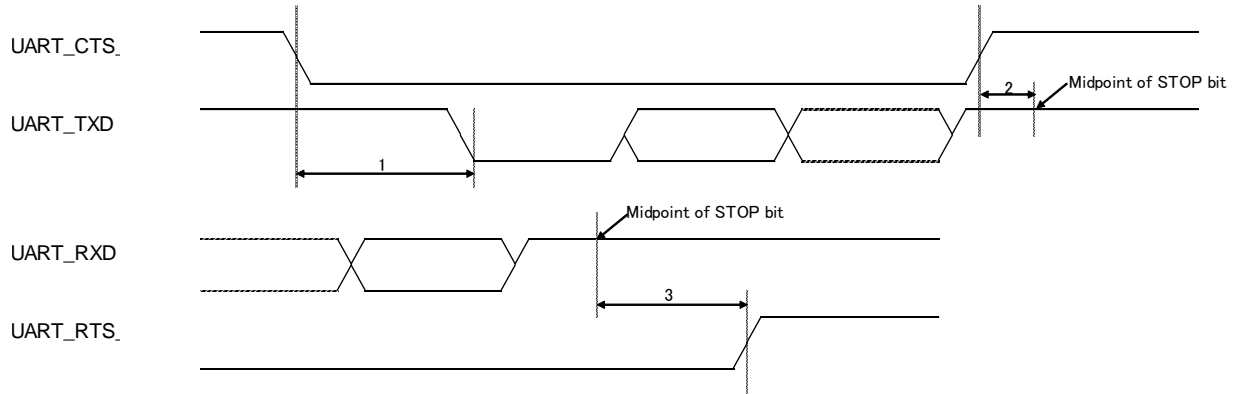 UART_CTS_
2
Midpoint of STOP bit
UART_TXD
1
Midpoint of STOP bit
UART_RXD
3
UART_RTS_